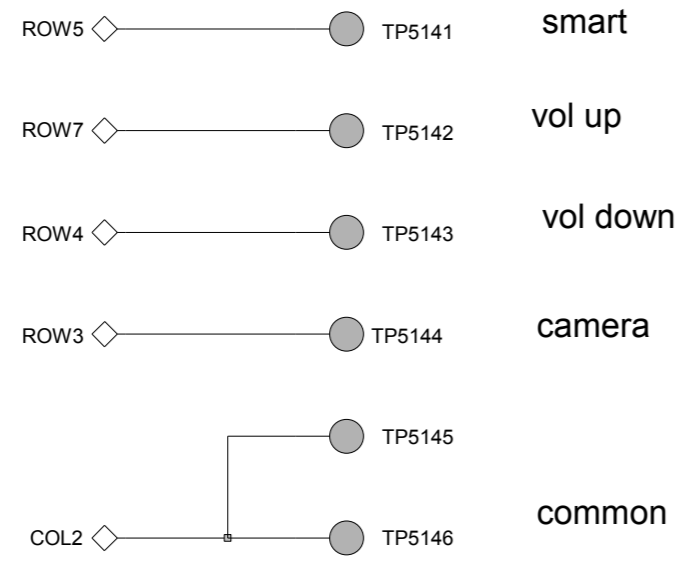 ROW5 TP5141 smart
ROW7 TP5142 vol up
ROW4 TP5143 vol down
ROW3 TP5144 camera
TP5145
COL2 TP5146 common